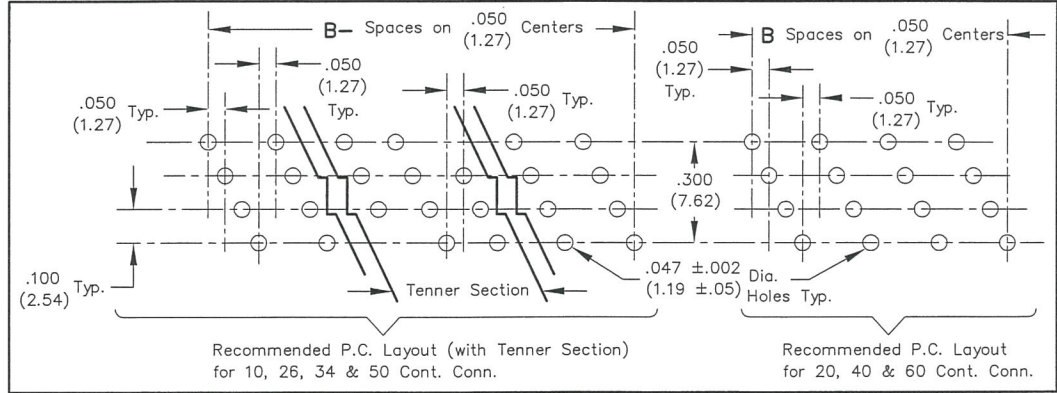 B– Spaces on .050 (1.27) Centers
.050 (1.27) Typ.
.050 (1.27) Typ.
.050 (1.27) Typ.
.100 (2.54) Typ.
.300 (7.62)
Tenner Section
.047 ±.002 (1.19 ±.05) Dia. Holes Typ.
Recommended P.C. Layout (with Tenner Section)
for 10, 26, 34 & 50 Cont. Conn.
B Spaces on .050 (1.27) Centers
.050 (1.27) Typ.
.050 (1.27) Typ.
Recommended P.C. Layout
for 20, 40 & 60 Cont. Conn.